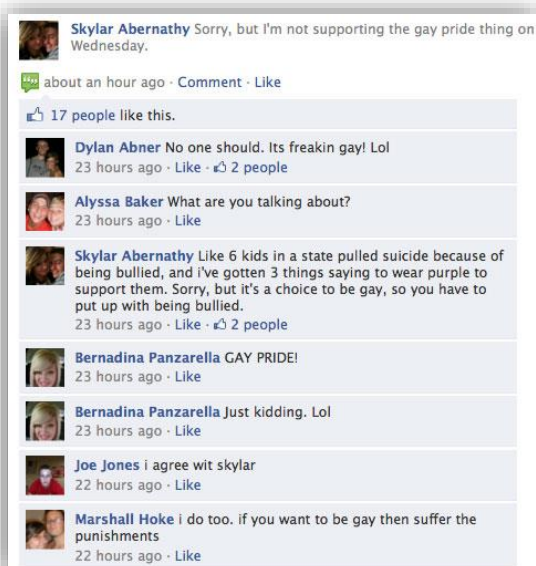 Skylar Abernathy Sorry, but I'm not supporting the gay pride thing on
Wednesday.
about an hour ago · Comment · Like
17 people like this.
Dylan Abner No one should. Its freakin gay! Lol
23 hours ago · Like · 2 people
Alyssa Baker What are you talking about?
23 hours ago · Like
Skylar Abernathy Like 6 kids in a state pulled suicide because of
being bullied, and i've gotten 3 things saying to wear purple to
support them. Sorry, but it's a choice to be gay, so you have to
put up with being bullied.
23 hours ago · Like · 2 people
Bernadina Panzarella GAY PRIDE!
23 hours ago · Like
Bernadina Panzarella Just kidding. Lol
23 hours ago · Like
Joe Jones i agree wit skylar
22 hours ago · Like
Marshall Hoke i do too. if you want to be gay then suffer the
punishments
22 hours ago · Like